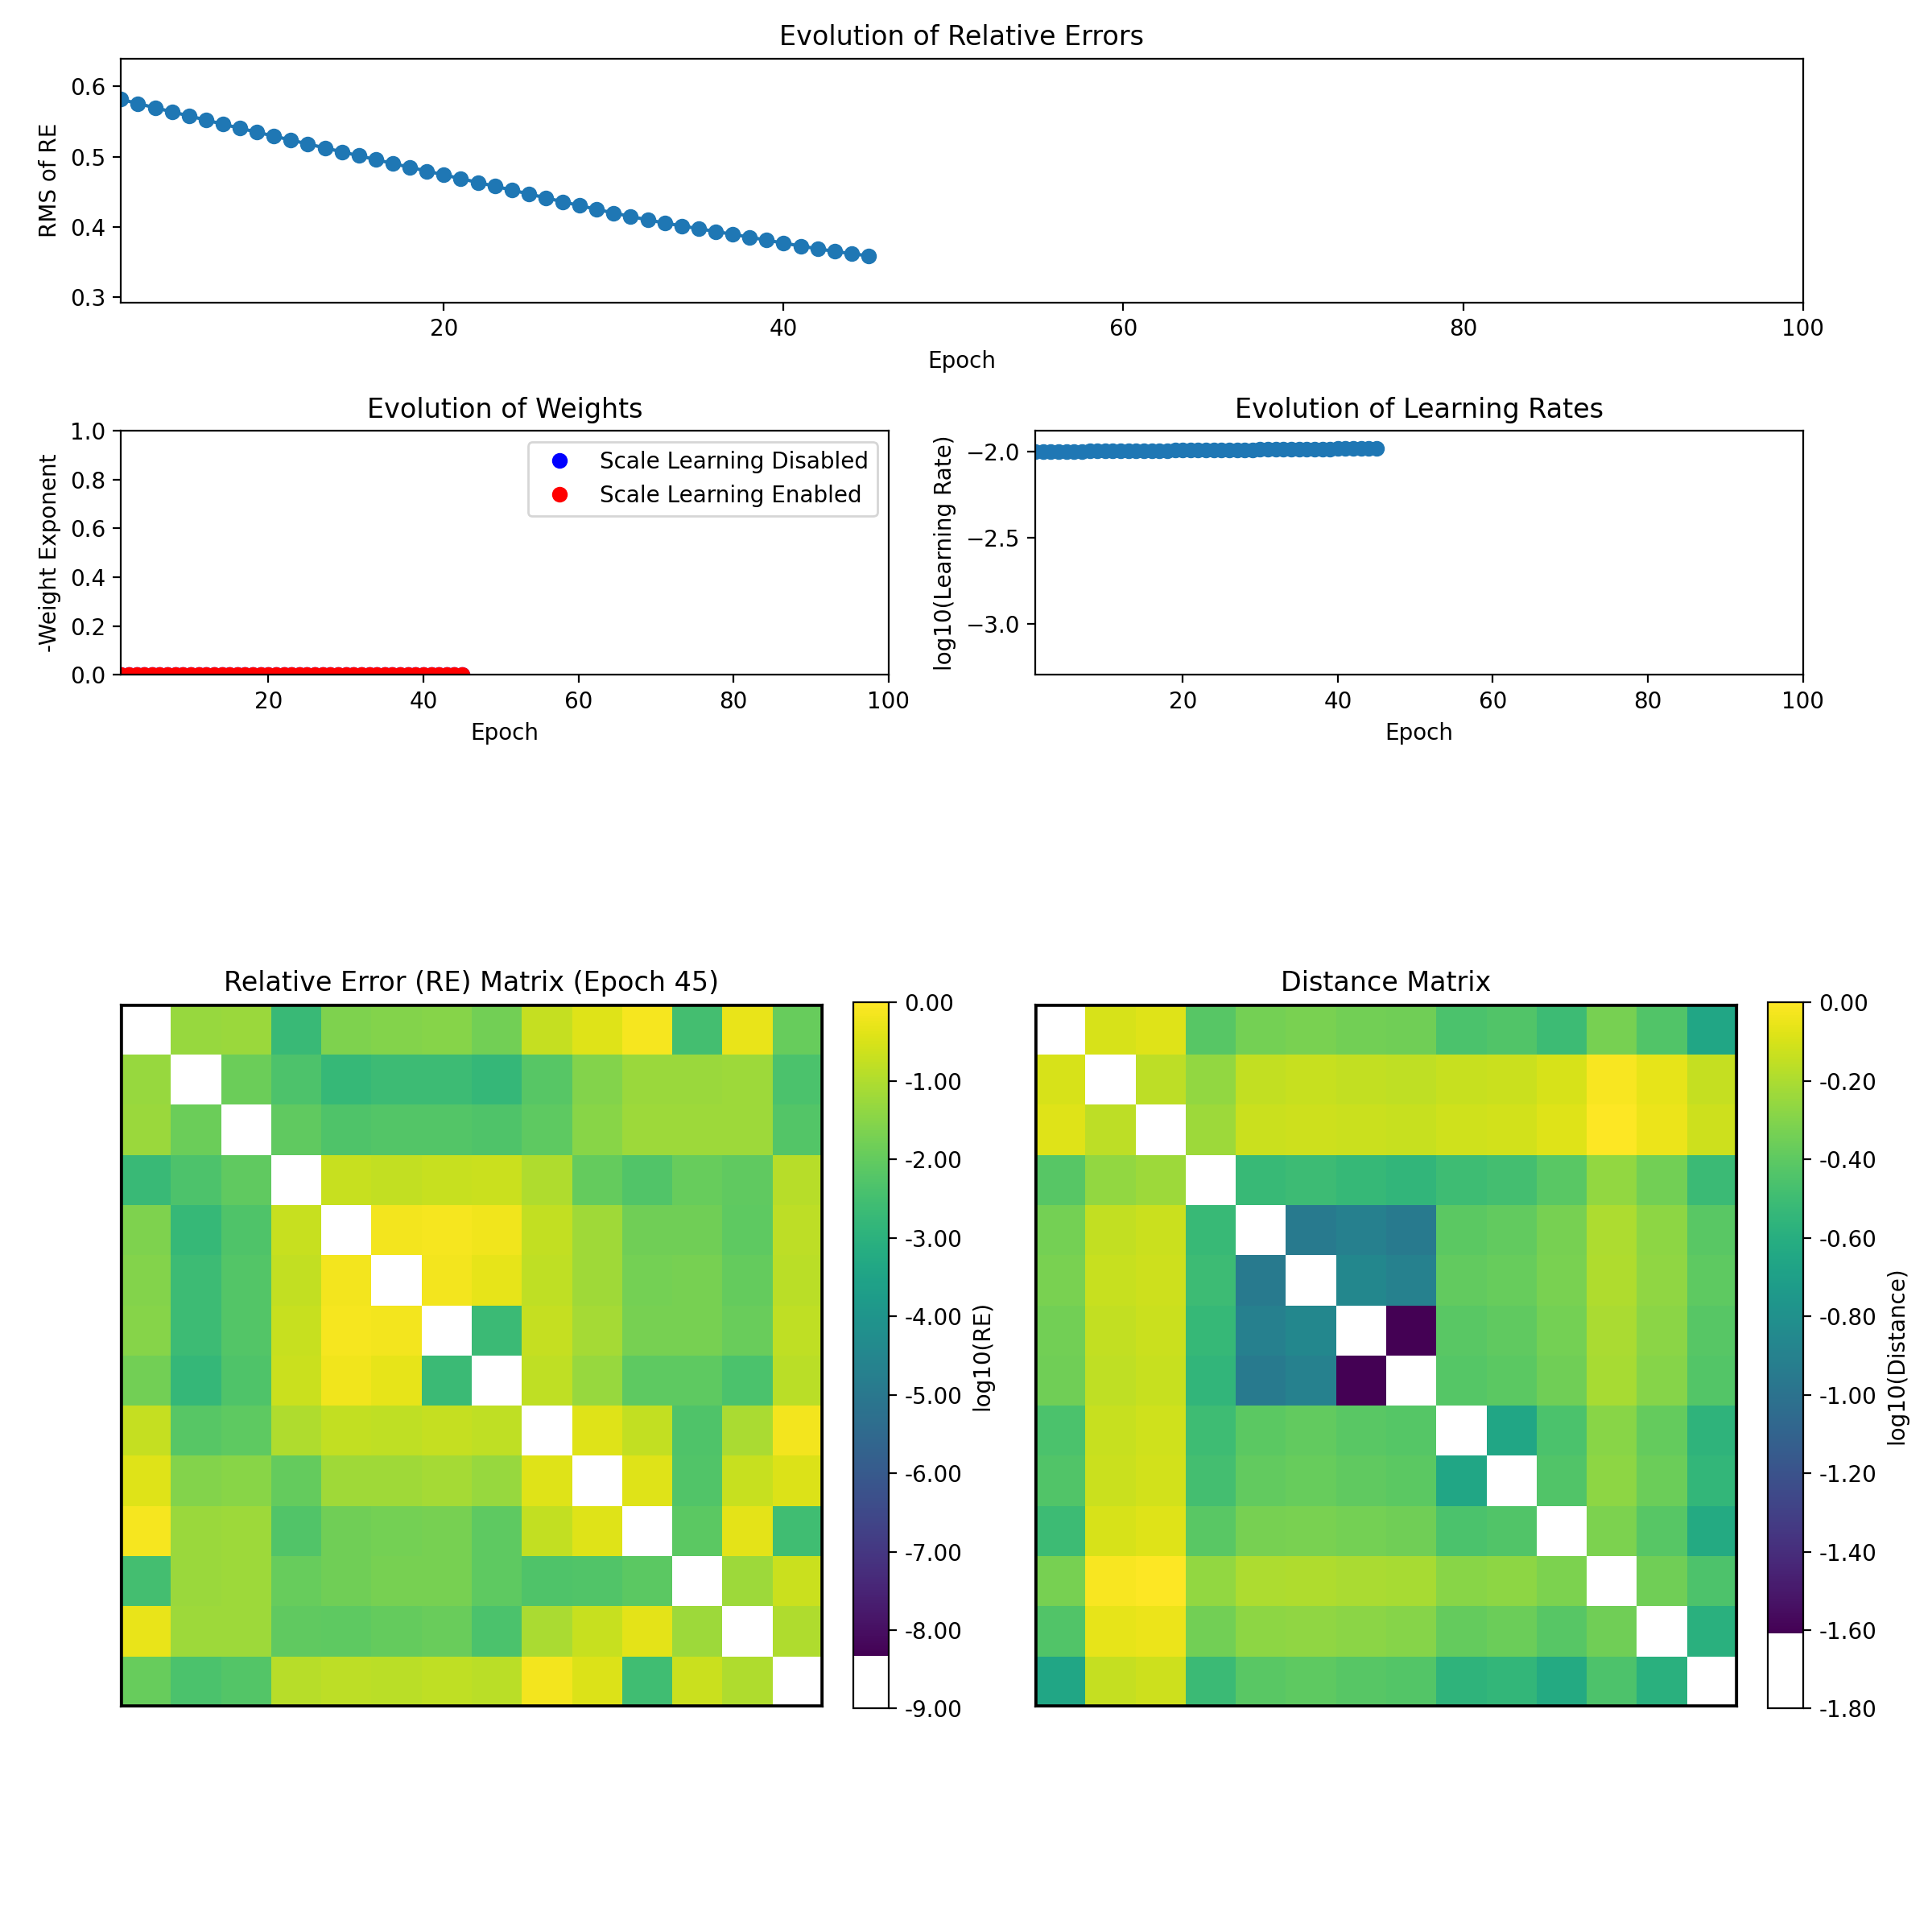 Evolution of Relative Errors
0.6
0.5
0.4
0.3
RMS of RE
20 40 60 80 100
Epoch
Evolution of Weights
1.0
0.8
0.6
0.4
0.2
0.0
-Weight Exponent
Scale Learning Disabled
Scale Learning Enabled
20 40 60 80 100
Epoch
Evolution of Learning Rates
−2.0
−2.5
−3.0
log10(Learning Rate)
20 40 60 80 100
Epoch
Relative Error (RE) Matrix (Epoch 45)
0.00
-1.00
-2.00
-3.00
-4.00
-5.00
-6.00
-7.00
-8.00
-9.00
log10(RE)
Distance Matrix
0.00
-0.20
-0.40
-0.60
-0.80
-1.00
-1.20
-1.40
-1.60
-1.80
log10(Distance)